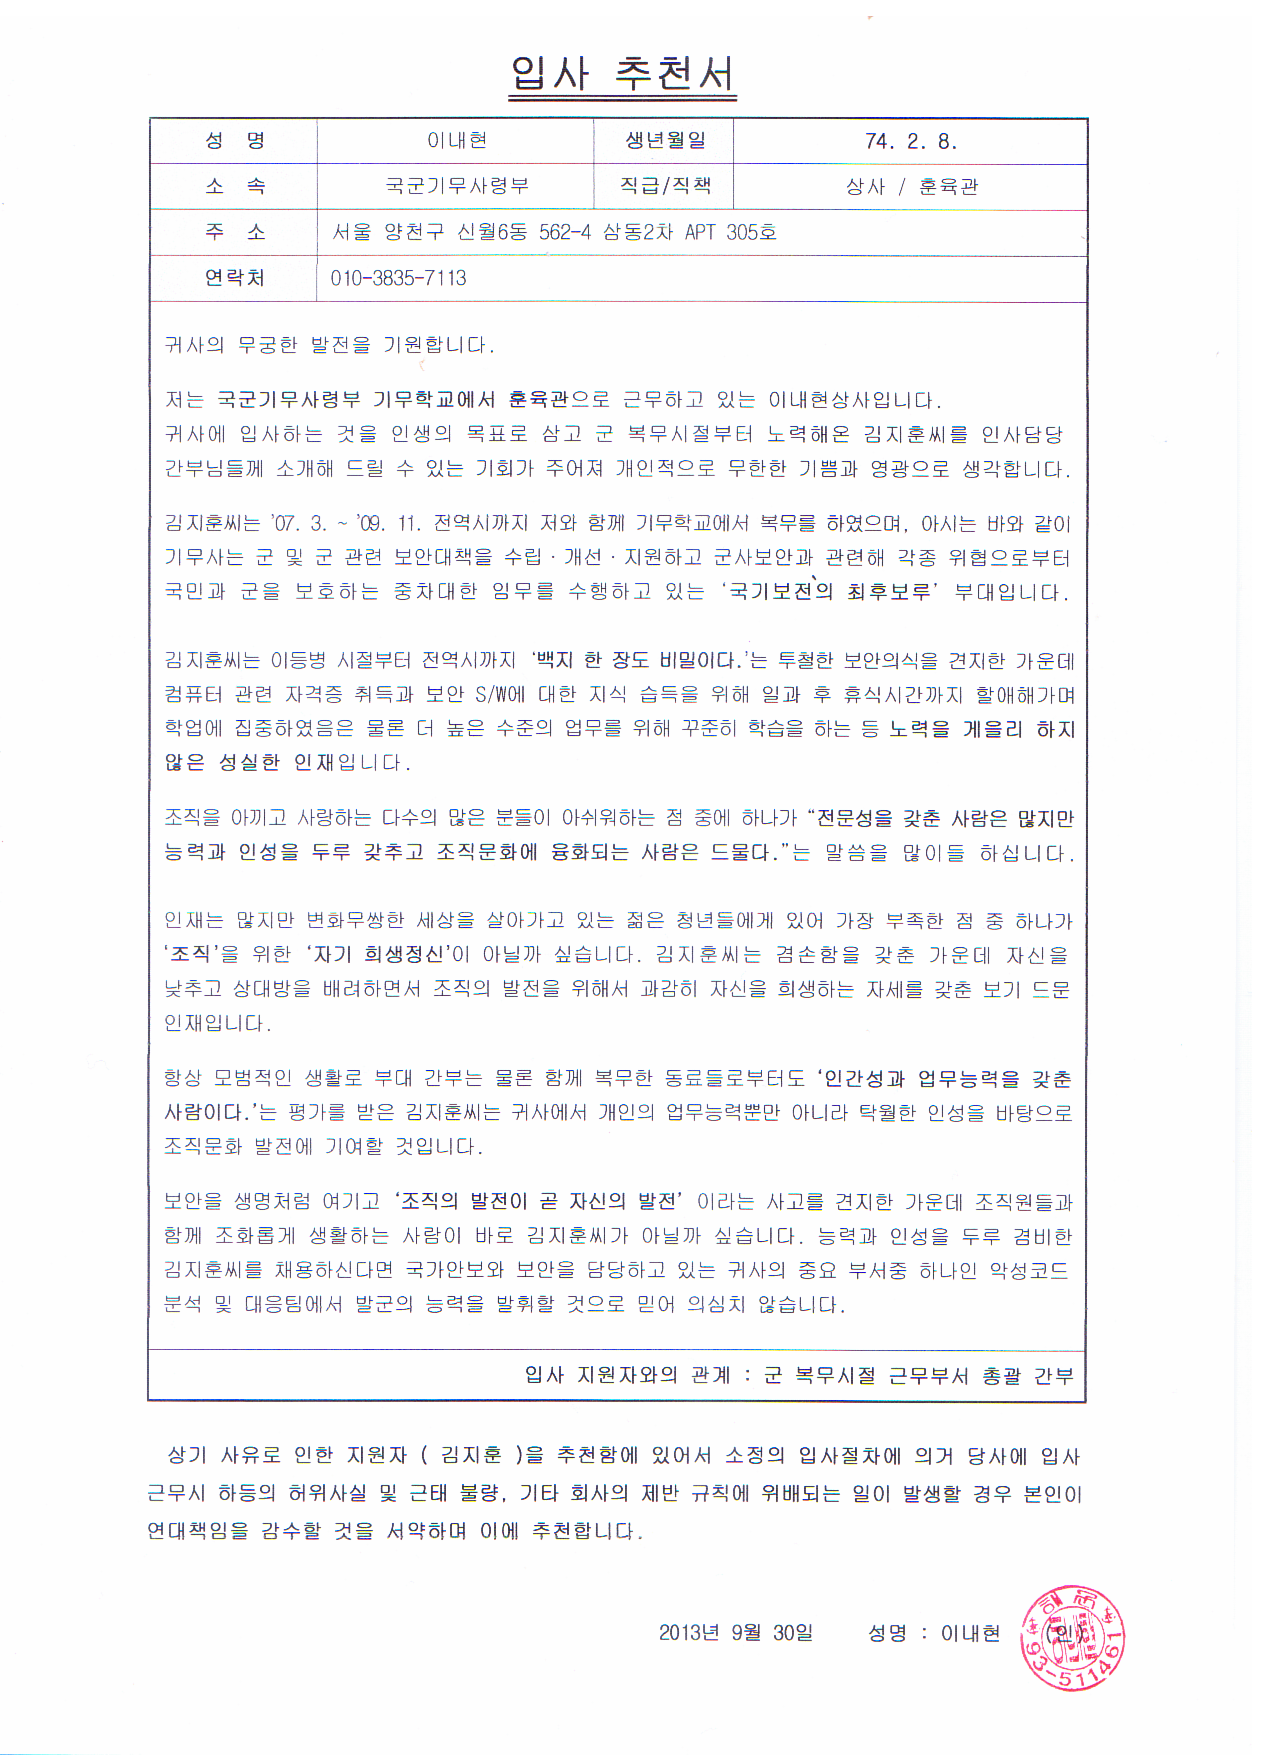 입사 추천서
성 명 이내현 생년월일 74. 2. 8.
소 속 국군기무사령부 직급/직책 상사 / 훈육관
주 소 서울 양천구 신월6동 562-4 삼동2차 APT 305호
연락처 010-3835-7113
귀사의 무궁한 발전을 기원합니다.
저는 국군기무사령부 기무학교에서 훈육관으로 근무하고 있는 이내현상사입니다.
귀사에 입사하는 것을 인생의 목표로 삼고 군 복무시절부터 노력해온 김지훈씨를 인사담당
간부님들께 소개해 드릴 수 있는 기회가 주어져 개인적으로 무한한 기쁨과 영광으로 생각합니다.
김지훈씨는 '07. 3. ~ '09. 11. 전역시까지 저와 함께 기무학교에서 복무를 하였으며, 아시는 바와 같이
기무사는 군 및 군 관련 보안대책을 수립·개선·지원하고 군사보안과 관련해 각종 위협으로부터
국민과 군을 보호하는 중차대한 임무를 수행하고 있는 '국기보전의 최후보루' 부대입니다.
김지훈씨는 이등병 시절부터 전역시까지 '백지 한 장도 비밀이다.'는 투철한 보안의식을 견지한 가운데
컴퓨터 관련 자격증 취득과 보안 S/W에 대한 지식 습득을 위해 일과 후 휴식시간까지 할애해가며
학업에 집중하였음은 물론 더 높은 수준의 업무를 위해 꾸준히 학습을 하는 등 노력을 게을리 하지
않은 성실한 인재입니다.
조직을 아끼고 사랑하는 다수의 많은 분들이 아쉬워하는 점 중에 하나가 "전문성을 갖춘 사람은 많지만
능력과 인성을 두루 갖추고 조직문화에 융화되는 사람은 드물다."는 말씀을 많이들 하십니다.
인재는 많지만 변화무쌍한 세상을 살아가고 있는 젊은 청년들에게 있어 가장 부족한 점 중 하나가
'조직'을 위한 '자기 희생정신'이 아닐까 싶습니다. 김지훈씨는 겸손함을 갖춘 가운데 자신을
낮추고 상대방을 배려하면서 조직의 발전을 위해서 과감히 자신을 희생하는 자세를 갖춘 보기 드문
인재입니다.
항상 모범적인 생활로 부대 간부는 물론 함께 복무한 동료들로부터도 '인간성과 업무능력을 갖춘
사람이다.'는 평가를 받은 김지훈씨는 귀사에서 개인의 업무능력뿐만 아니라 탁월한 인성을 바탕으로
조직문화 발전에 기여할 것입니다.
보안을 생명처럼 여기고 '조직의 발전이 곧 자신의 발전' 이라는 사고를 견지한 가운데 조직원들과
함께 조화롭게 생활하는 사람이 바로 김지훈씨가 아닐까 싶습니다. 능력과 인성을 두루 겸비한
김지훈씨를 채용하신다면 국가안보와 보안을 담당하고 있는 귀사의 중요 부서중 하나인 악성코드
분석 및 대응팀에서 발군의 능력을 발휘할 것으로 믿어 의심치 않습니다.
입사 지원자와의 관계 : 군 복무시절 근무부서 총괄 간부
상기 사유로 인한 지원자 ( 김지훈 )을 추천함에 있어서 소정의 입사절차에 의거 당사에 입사
근무시 하등의 허위사실 및 근태 불량, 기타 회사의 제반 규칙에 위배되는 일이 발생할 경우 본인이
연대책임을 감수할 것을 서약하며 이에 추천합니다.
2013년 9월 30일 성명 : 이내현 (인)
93-511461